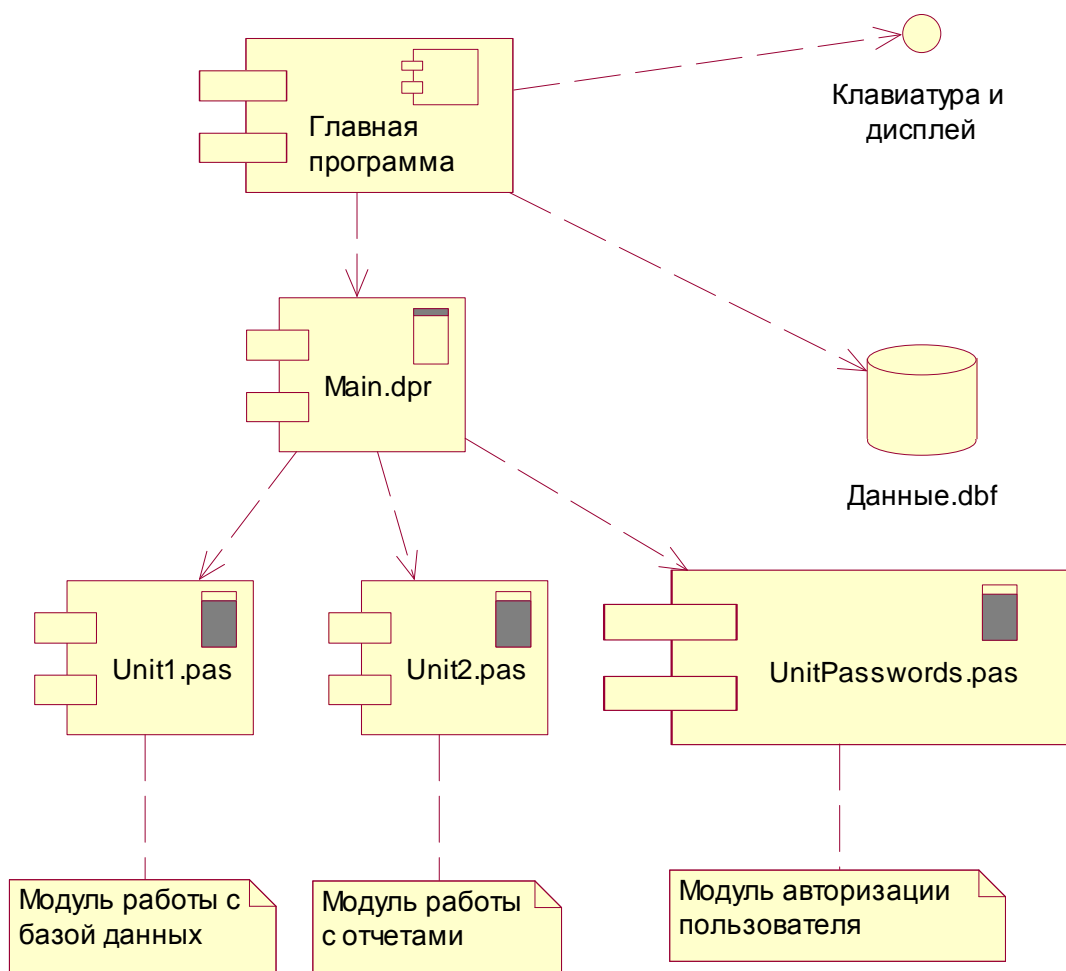 Клавиатура и
дисплей
Главная
программа
Main.dpr
Данные.dbf
Unit1.pas
Unit2.pas
UnitPasswords.pas
Модуль работы с
базой данных
Модуль работы
с отчетами
Модуль авторизации
пользователя